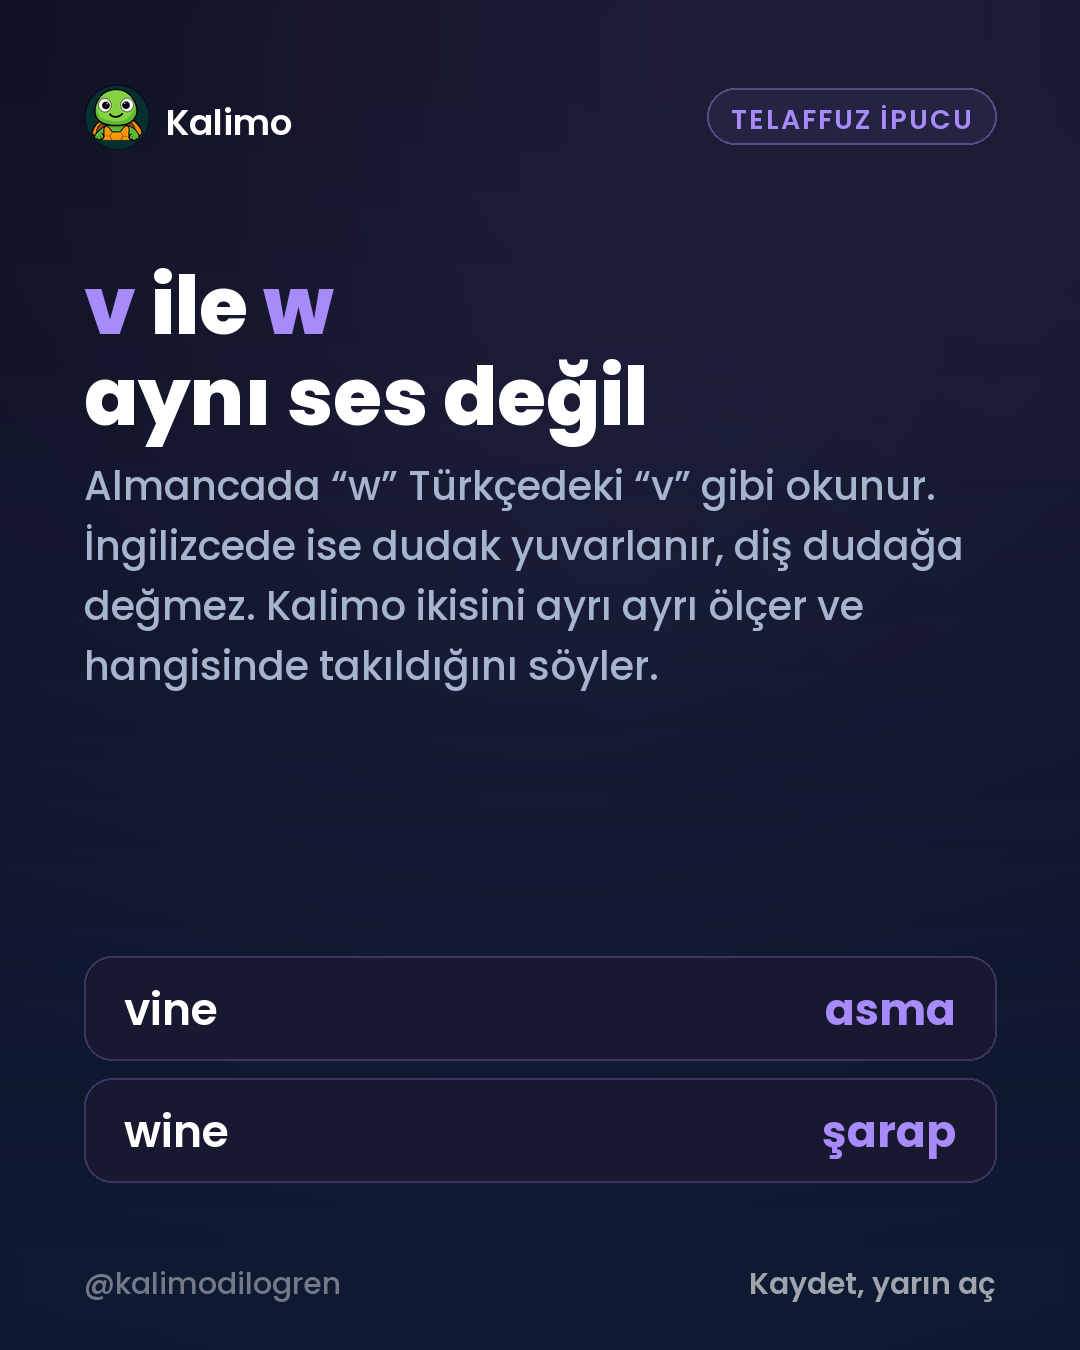 Kalimo
TELAFFUZ İPUCU
v ile w
aynı ses değil
Almancada “w” Türkçedeki “v” gibi okunur.
İngilizcede ise dudak yuvarlanır, diş dudağa
değmez. Kalimo ikisini ayrı ayrı ölçer ve
hangisinde takıldığını söyler.
vine asma
wine şarap
@kalimodilogren Kaydet, yarın aç